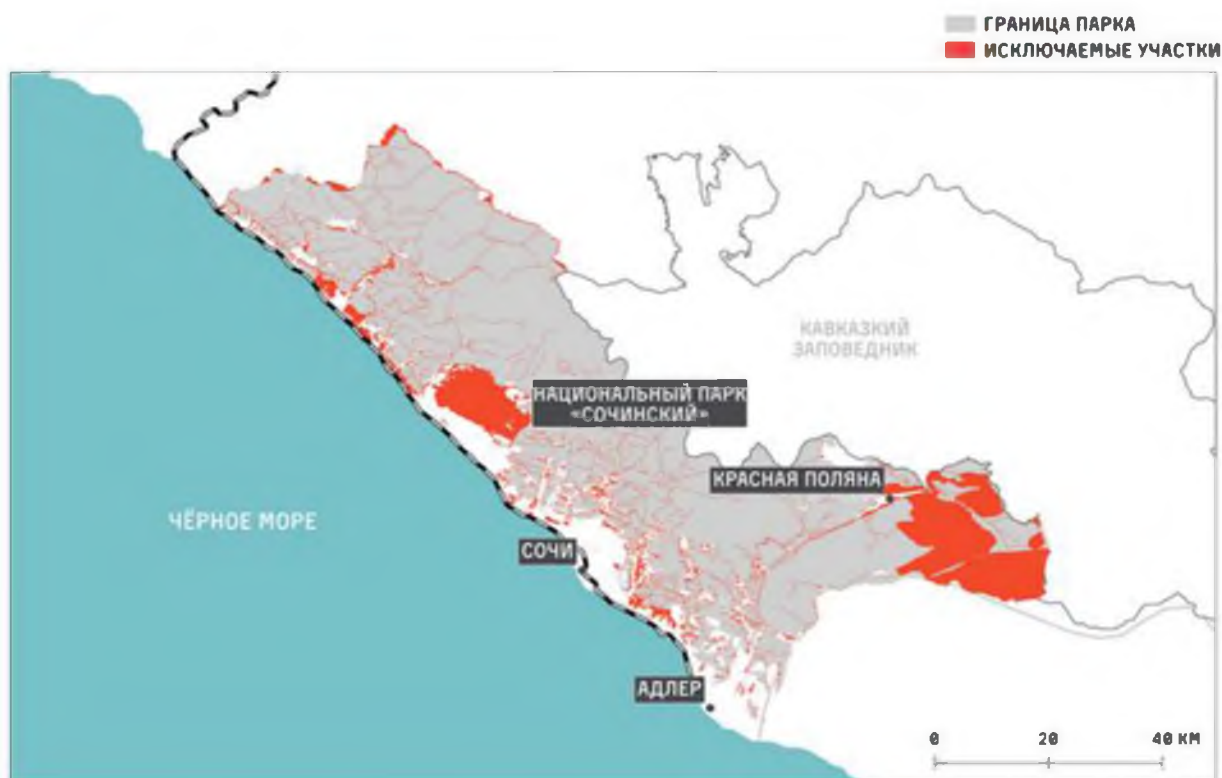 ГРАНИЦА ПАРКА
ИСКЛЮЧАЕМЫЕ УЧАСТКИ
КАВКАЗКИЙ
ЗАПОВЕДНИК
НАЦИОНАЛЬНЫЙ ПАРК
«СОЧИНСКИЙ»
КРАСНАЯ ПОЛЯНА
ЧЁРНОЕ МОРЕ
СОЧИ
АДЛЕР
0 20 40 КМ